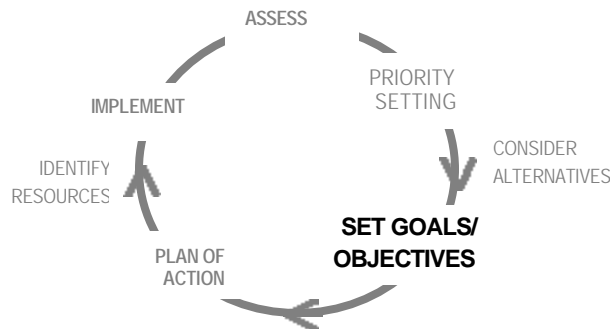 ASSESS
PRIORITY
SETTING
CONSIDER
ALTERNATIVES
SET GOALS/
OBJECTIVES
PLAN OF
ACTION
IDENTIFY
RESOURCES
IMPLEMENT